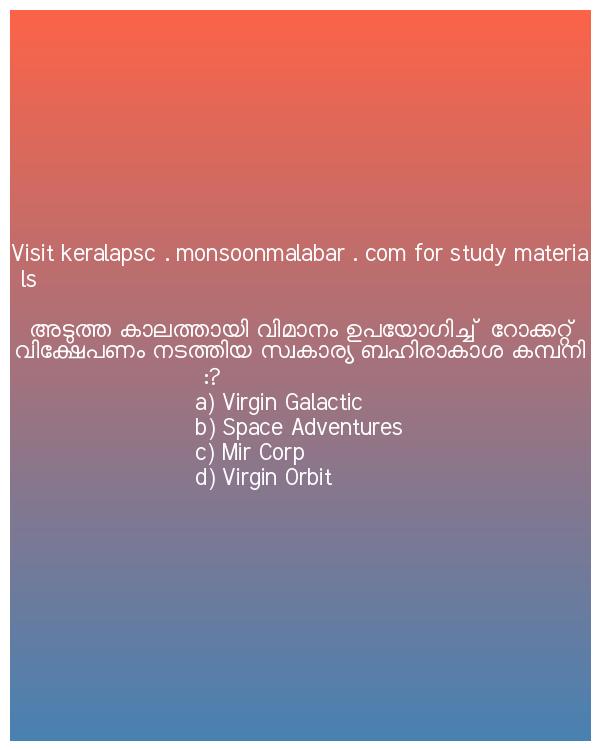 Visit keralapsc . monsoonmalabar . com for study materia
ls
അടുത്ത കാലത്തായി വിമാനം ഉപയോഗിച്ച് റോക്കറ്റ്
വിക്ഷേപണം നടത്തിയ സ്വകാര്യ ബഹിരാകാശ കമ്പനി
:?
a) Virgin Galactic
b) Space Adventures
c) Mir Corp
d) Virgin Orbit